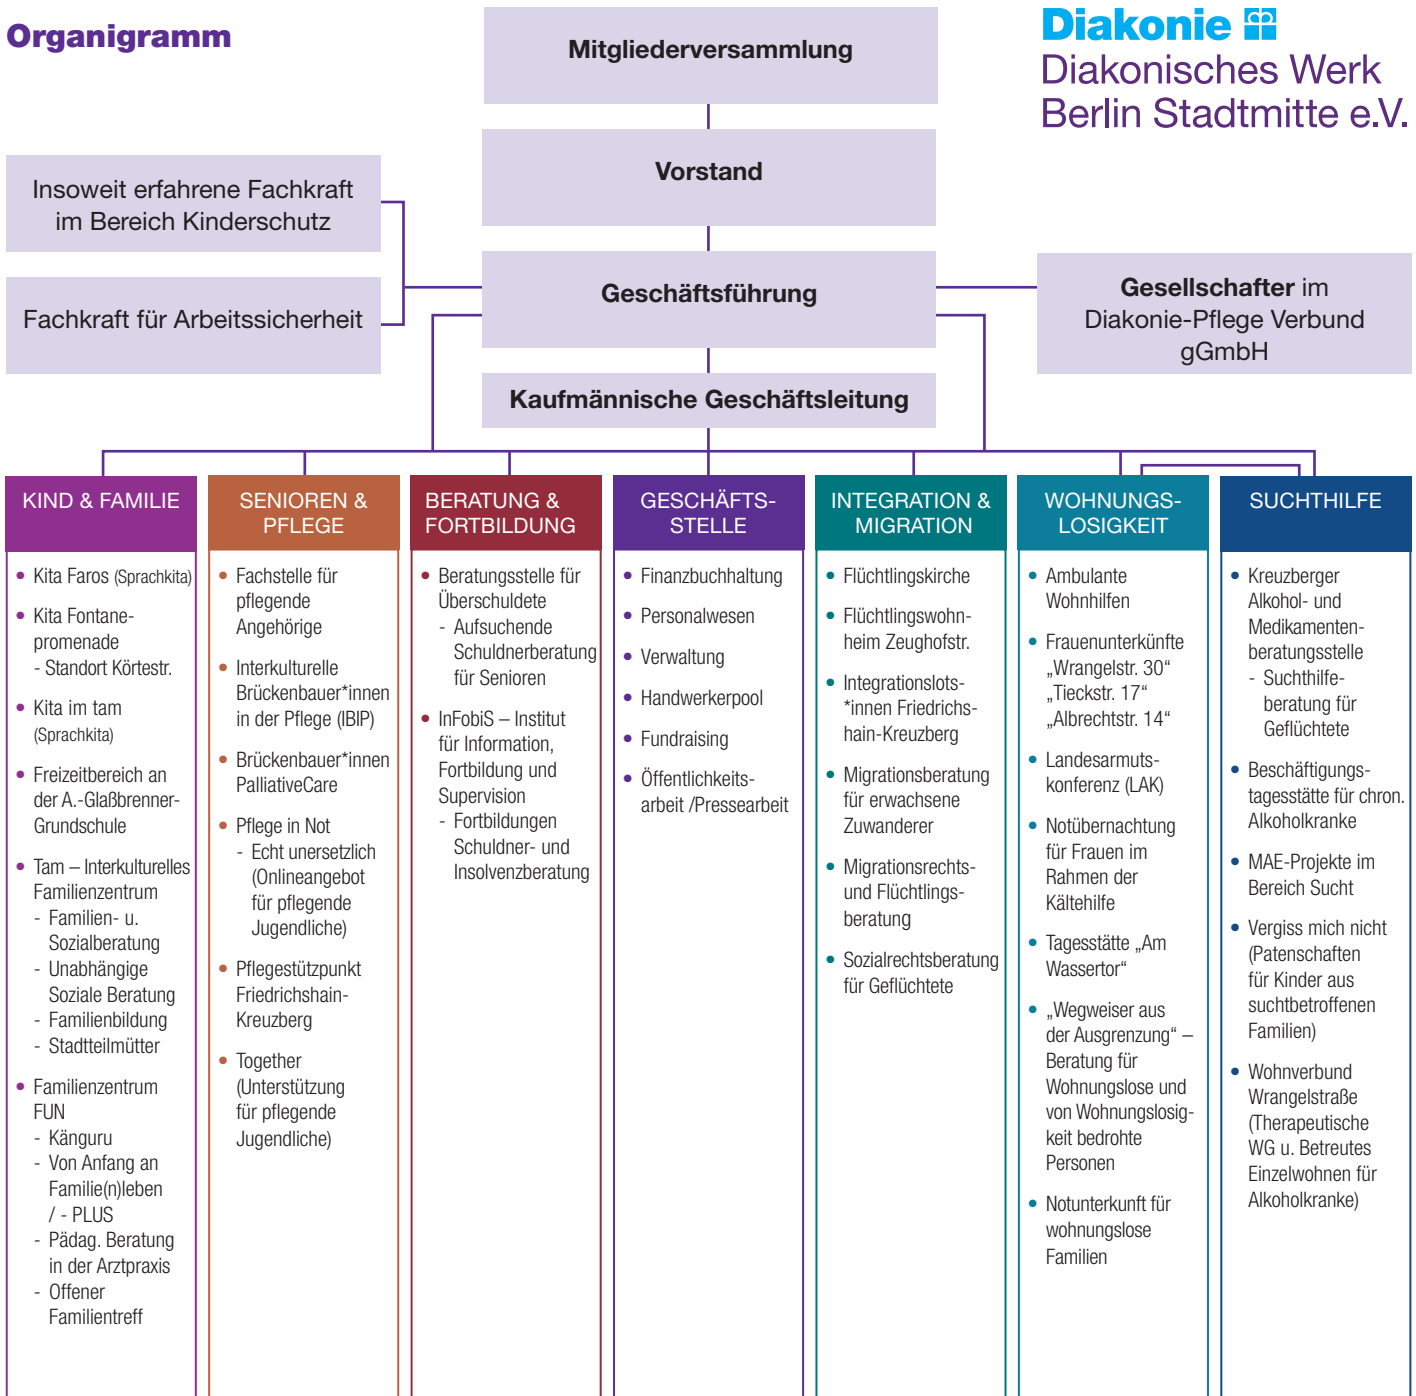 Organigramm
Diakonie
Diakonisches Werk
Berlin Stadtmitte e.V.
Mitgliederversammlung
Vorstand
Insoweit erfahrene Fachkraft
im Bereich Kinderschutz
Fachkraft für Arbeitssicherheit
Geschäftsführung
Gesellschafter im
Diakonie-Pflege Verbund
gGmbH
Kaufmännische Geschäftsleitung
KIND & FAMILIE
• Kita Faros (Sprachkita)
• Kita Fontane-
promenade
- Standort Körtestr.
• Kita im tam
(Sprachkita)
• Freizeitbereich an
der A.-Glaßbrenner-
Grundschule
• Tam – Interkulturelles
Familienzentrum
- Familien- u.
Sozialberatung
- Unabhängige
Soziale Beratung
- Familienbildung
- Stadtteilmütter
• Familienzentrum
FUN
- Känguru
- Von Anfang an
Familie(n)leben
/ - PLUS
- Pädag. Beratung
in der Arztpraxis
- Offener
Familientreff
SENIOREN &
PFLEGE
• Fachstelle für
pflegende
Angehörige
• Interkulturelle
Brückenbauer*innen
in der Pflege (IBIP)
• Brückenbauer*innen
PalliativeCare
• Pflege in Not
- Echt unersetzlich
(Onlineangebot
für pflegende
Jugendliche)
• Pflegestützpunkt
Friedrichshain-
Kreuzberg
• Together
(Unterstützung
für pflegende
Jugendliche)
BERATUNG &
FORTBILDUNG
• Beratungsstelle für
Überschuldete
- Aufsuchende
Schuldnerberatung
für Senioren
• InFobiS – Institut
für Information,
Fortbildung und
Supervision
- Fortbildungen
Schuldner- und
Insolvenzberatung
GESCHÄFTS-
STELLE
• Finanzbuchhaltung
• Personalwesen
• Verwaltung
• Handwerkerpool
• Fundraising
• Öffentlichkeits-
arbeit /Pressearbeit
INTEGRATION &
MIGRATION
• Flüchtlingskirche
• Flüchtlingswohn-
heim Zeughofstr.
• Integrationslots-
*innen Friedrichs-
hain-Kreuzberg
• Migrationsberatung
für erwachsene
Zuwanderer
• Migrationsrechts-
und Flüchtlings-
beratung
• Sozialrechtsberatung
für Geflüchtete
WOHNUNGS-
LOSIGKEIT
• Ambulante
Wohnhilfen
• Frauenunterkünfte
„Wrangelstr. 30“
„Tieckstr. 17“
„Albrechtstr. 14“
• Landesarmuts-
konferenz (LAK)
• Notübernachtung
für Frauen im
Rahmen der
Kältehilfe
• Tagesstätte „Am
Wassertor“
• „Wegweiser aus
der Ausgrenzung“ –
Beratung für
Wohnungslose und
von Wohnungslosig-
keit bedrohte
Personen
• Notunterkunft für
wohnungslose
Familien
SUCHTHILFE
• Kreuzberger
Alkohol- und
Medikamenten-
beratungsstelle
- Suchthilfe-
beratung für
Geflüchtete
• Beschäftigungs-
tagesstätte für chron.
Alkoholkranke
• MAE-Projekte im
Bereich Sucht
• Vergiss mich nicht
(Patenschaften
für Kinder aus
suchtbetroffenen
Familien)
• Wohnverbund
Wrangelstraße
(Therapeutische
WG u. Betreutes
Einzelwohnen für
Alkoholkranke)